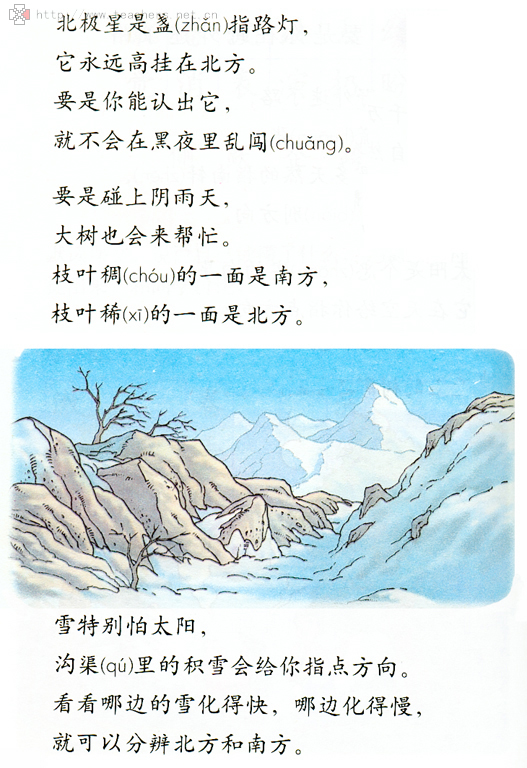 http://www.teachers.net.cn
北极星是盏(zhǎn)指路灯，
它永远高挂在北方。
要是你能认出它，
就不会在黑夜里乱闯(chuǎng)。
要是碰上阴雨天，
大树也会来帮忙。
枝叶稠(chóu)的一面是南方，
枝叶稀(xī)的一面是北方。
雪特别怕太阳，
沟渠(qú)里的积雪会给你指点方向。
看看哪边的雪化得快，哪边化得慢，
就可以分辨北方和南方。